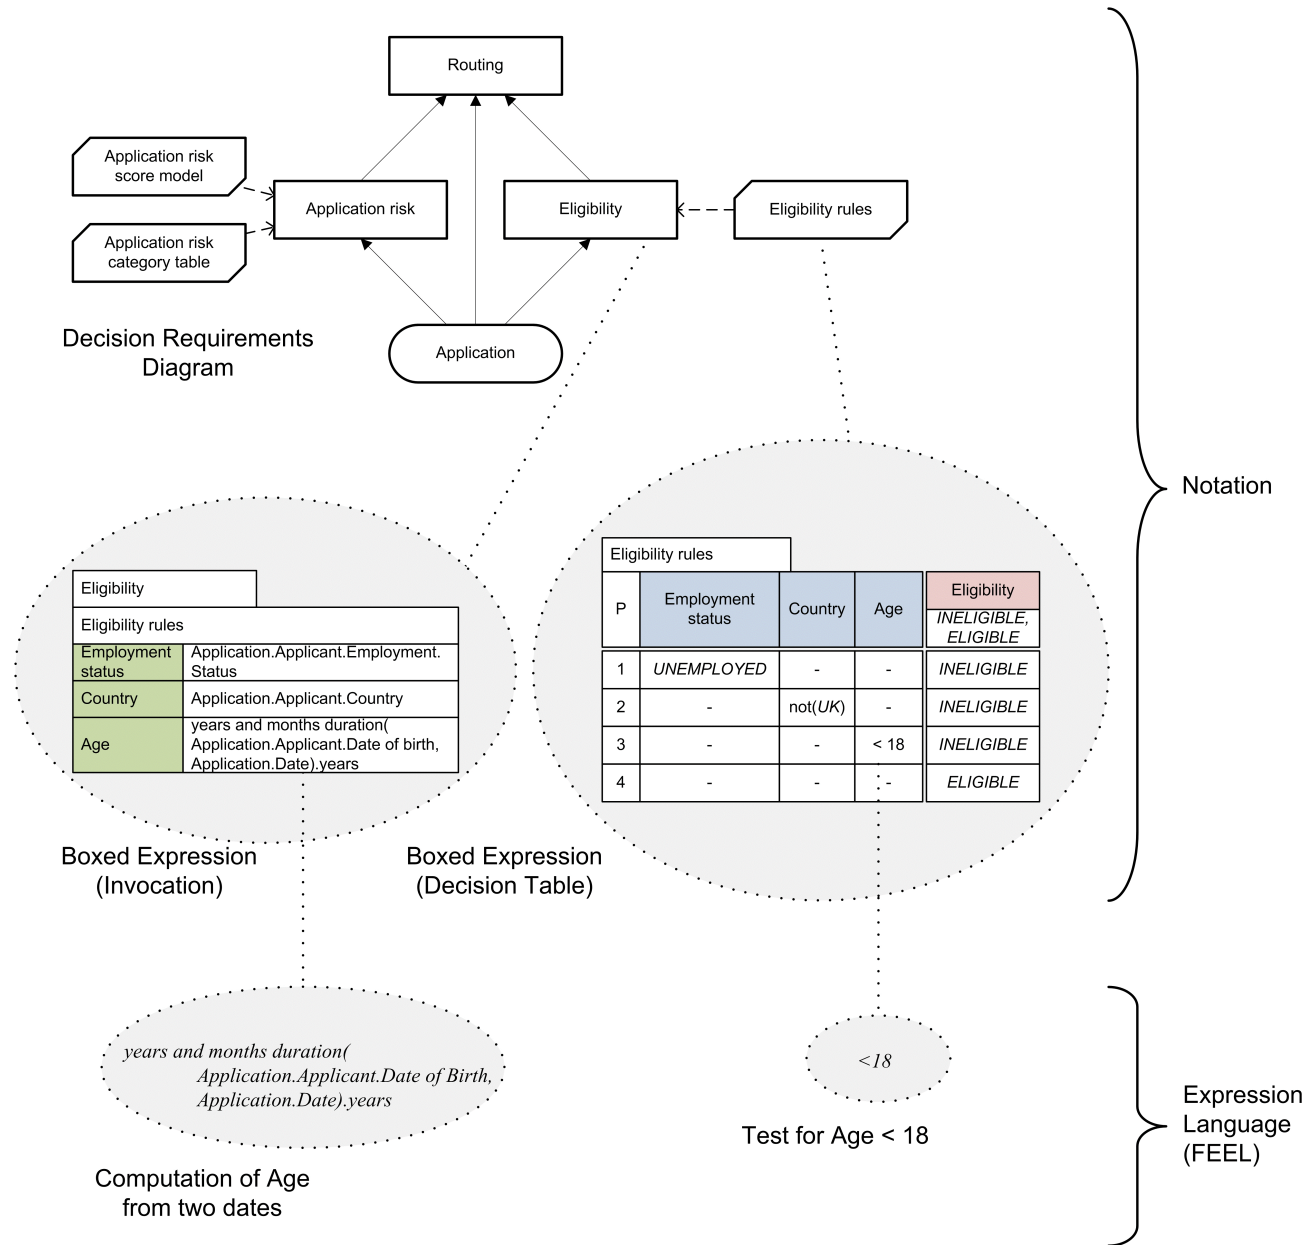 Routing
Application risk
score model
Application risk
Eligibility
Eligibility rules
Application risk
category table
Application
Decision Requirements
Diagram
Notation
Eligibility
Eligibility rules
Employment
status
Application.Applicant.Employment.
Status
Country
Application.Applicant.Country
Age
years and months duration(
Application.Applicant.Date of birth,
Application.Date).years
Boxed Expression
(Invocation)
Eligibility rules
P
Employment
status
Country
Age
Eligibility
INELIGIBLE,
ELIGIBLE
1 UNEMPLOYED - - INELIGIBLE
2 - not(UK) - INELIGIBLE
3 - - < 18 INELIGIBLE
4 - - - ELIGIBLE
Boxed Expression
(Decision Table)
years and months duration(
Application.Applicant.Date of Birth,
Application.Date).years
Computation of Age
from two dates
<18
Test for Age < 18
Expression
Language
(FEEL)